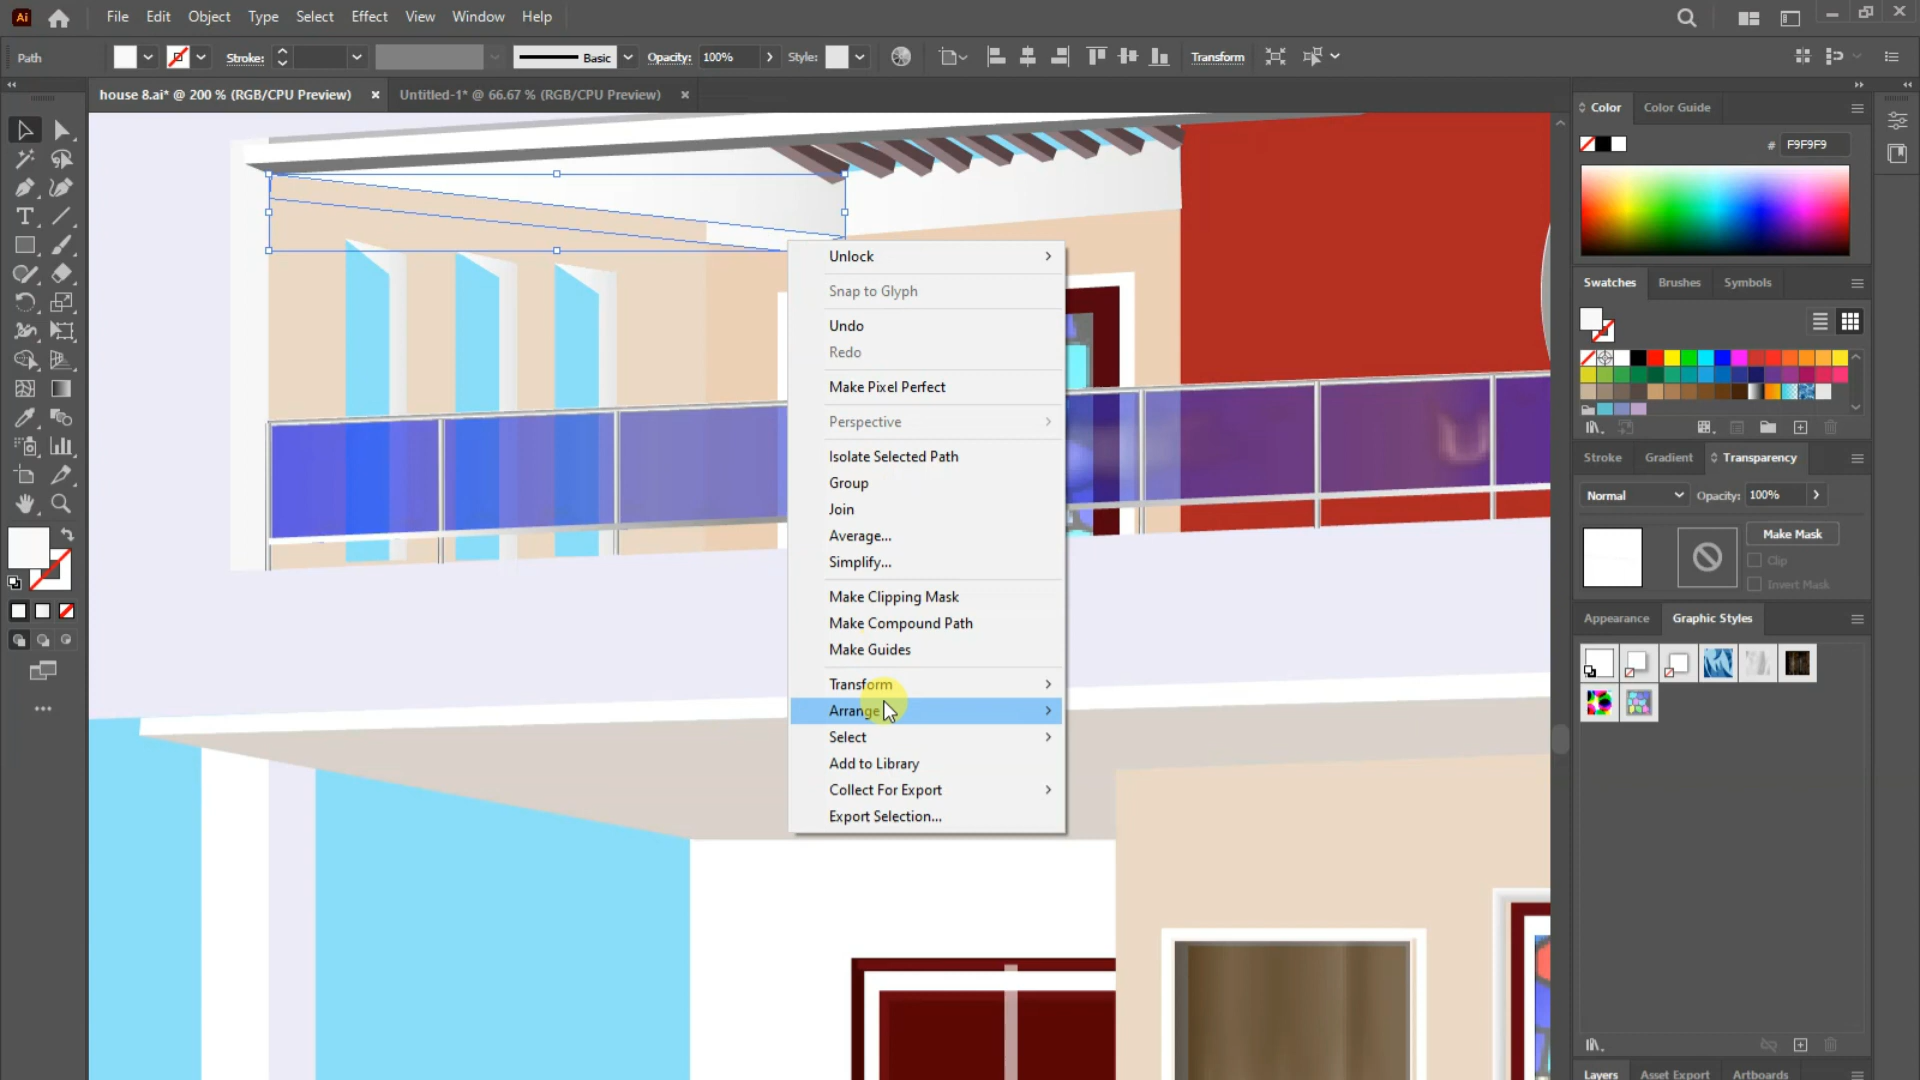 Ai File Edit Object Type Select Effect View Window Help
Path Stroke: Basic Opacity: 100% Style: Transform
house 8.ai* @ 200 % (RGB/CPU Preview) Untitled-1* @ 66.67 % (RGB/CPU Preview)
Color Color Guide
# F9F9F9
Unlock
Snap to Glyph
Undo
Redo
Make Pixel Perfect
Perspective
Isolate Selected Path
Group
Join
Average...
Simplify...
Make Clipping Mask
Make Compound Path
Make Guides
Transform
Arrange
Select
Add to Library
Collect For Export
Export Selection...
Swatches Brushes Symbols
Stroke Gradient Transparency
Normal Opacity: 100%
Make Mask
Clip
Invert Mask
Appearance Graphic Styles
Layers Asset Export Artboards